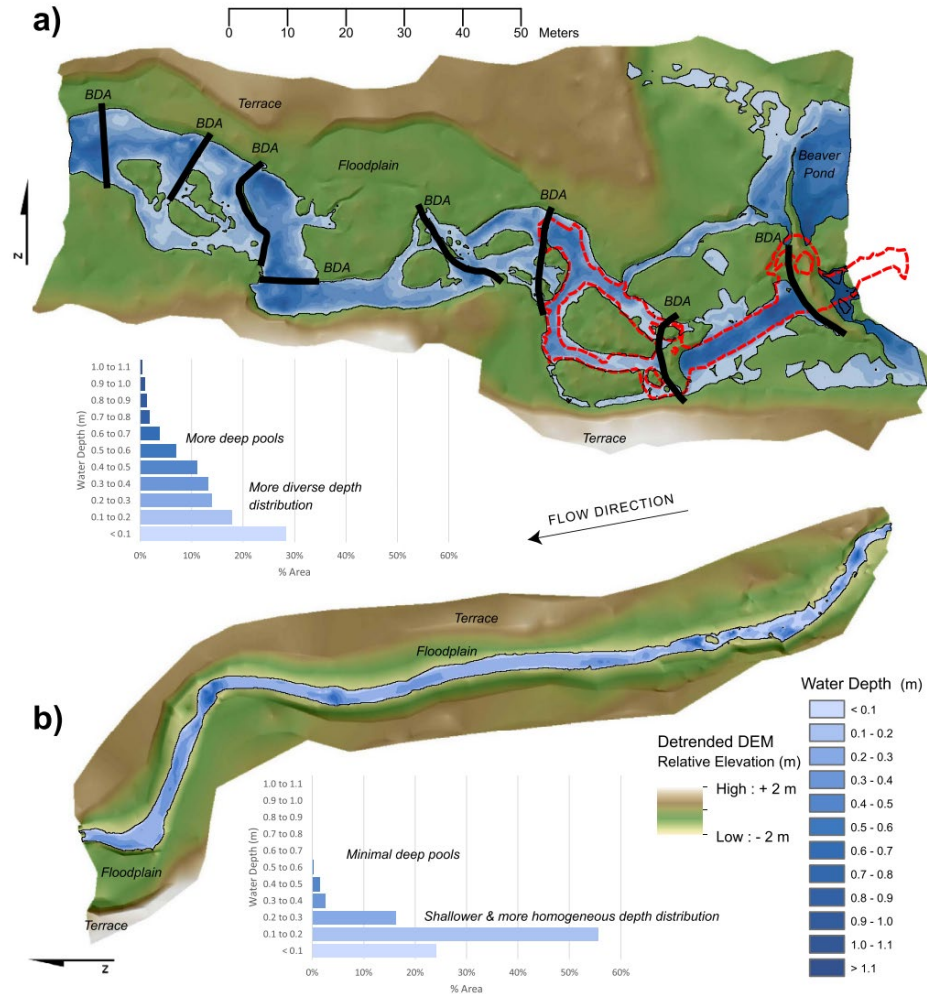 a)
0 10 20 30 40 50 Meters
Terrace
BDA
BDA
BDA
Floodplain
BDA
BDA
BDA
BDA
BDA
Beaver
Pond
Terrace
z
Water Depth (m)
1.0 to 1.1
0.9 to 1.0
0.8 to 0.9
0.7 to 0.8
0.6 to 0.7
0.5 to 0.6
0.4 to 0.5
0.3 to 0.4
0.2 to 0.3
0.1 to 0.2
< 0.1
More deep pools
More diverse depth
distribution
0% 10% 20% 30% 40% 50% 60%
% Area
FLOW DIRECTION
b)
Terrace
Floodplain
Floodplain
Terrace
z
Water Depth (m)
1.0 to 1.1
0.9 to 1.0
0.8 to 0.9
0.7 to 0.8
0.6 to 0.7
0.5 to 0.6
0.4 to 0.5
0.3 to 0.4
0.2 to 0.3
0.1 to 0.2
< 0.1
Minimal deep pools
Shallower & more homogeneous depth distribution
0% 10% 20% 30% 40% 50% 60%
% Area
Detrended DEM
Relative Elevation (m)
High : + 2 m
Low : - 2 m
Water Depth (m)
< 0.1
0.1 - 0.2
0.2 - 0.3
0.3 - 0.4
0.4 - 0.5
0.5 - 0.6
0.6 - 0.7
0.7 - 0.8
0.8 - 0.9
0.9 - 1.0
1.0 - 1.1
> 1.1